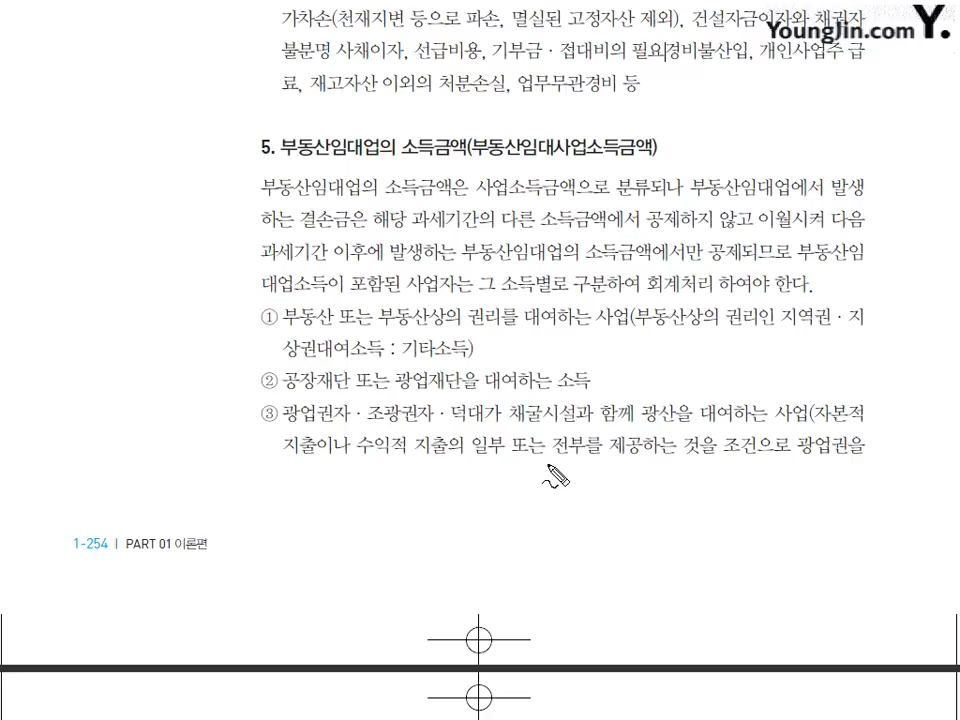 가차손(천재지변 등으로 파손, 멸실된 고정자산 제외), 건설자금이자와 채권자
YoungJin.com Y.
불분명 사채이자, 선급비용, 기부금 · 접대비의 필요경비불산입, 개인사업주 급
료, 재고자산 이외의 처분손실, 업무무관경비 등
5. 부동산임대업의 소득금액(부동산임대사업소득금액)
부동산임대업의 소득금액은 사업소득금액으로 분류되나 부동산임대업에서 발생
하는 결손금은 해당 과세기간의 다른 소득금액에서 공제하지 않고 이월시켜 다음
과세기간 이후에 발생하는 부동산임대업의 소득금액에서만 공제되므로 부동산임
대업소득이 포함된 사업자는 그 소득별로 구분하여 회계처리 하여야 한다.
① 부동산 또는 부동산상의 권리를 대여하는 사업(부동산상의 권리인 지역권 · 지
상권대여소득 : 기타소득)
② 공장재단 또는 광업재단을 대여하는 소득
③ 광업권자 · 조광권자 · 덕대가 채굴시설과 함께 광산을 대여하는 사업(자본적
지출이나 수익적 지출의 일부 또는 전부를 제공하는 것을 조건으로 광업권을
1-254 | PART 01 이론편